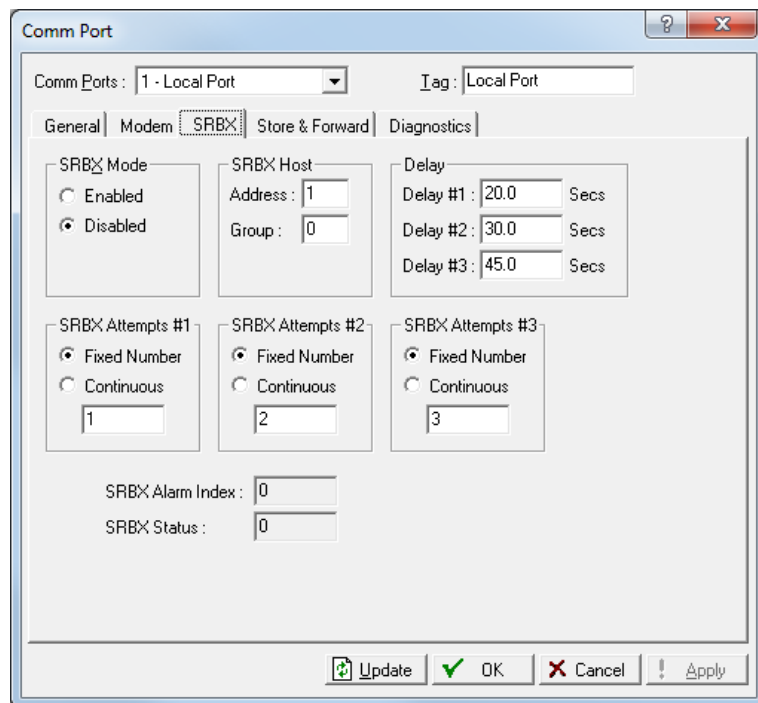 Comm Port
?
X
Comm Ports : 1 - Local Port Tag : Local Port
General Modem SRBX Store & Forward Diagnostics
SRBX Mode
Enabled
Disabled
SRBX Host
Address : 1
Group : 0
Delay
Delay #1 : 20.0 Secs
Delay #2 : 30.0 Secs
Delay #3 : 45.0 Secs
SRBX Attempts #1
Fixed Number
Continuous
1
SRBX Attempts #2
Fixed Number
Continuous
2
SRBX Attempts #3
Fixed Number
Continuous
3
SRBX Alarm Index : 0
SRBX Status : 0
Update OK Cancel ! Apply